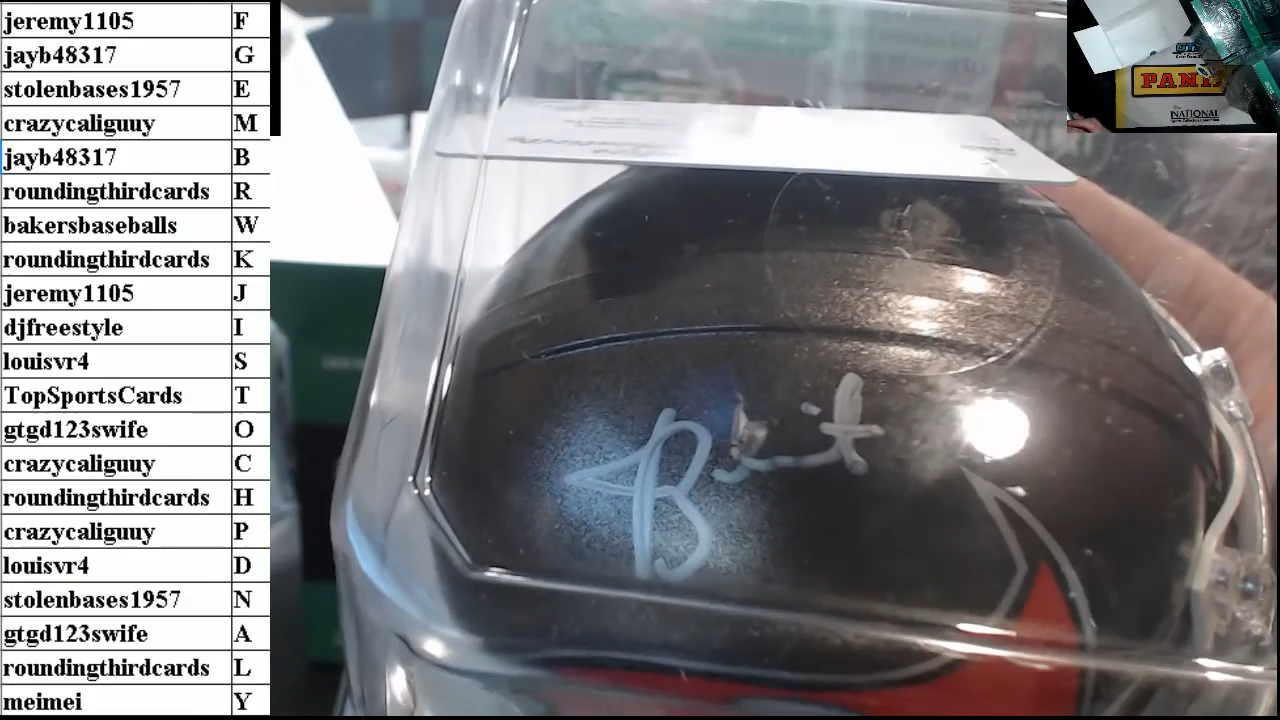 jeremy1105 F
jayb48317 G
stolenbases1957 E
crazycaliguuy M
jayb48317 B
roundingthirdcards R
bakersbaseballs W
roundingthirdcards K
jeremy1105 J
djfreestyle I
louisvr4 S
TopSportsCards T
gtgd123swife O
crazycaliguuy C
roundingthirdcards H
crazycaliguuy P
louisvr4 D
stolenbases1957 N
gtgd123swife A
roundingthirdcards L
meimei Y
PANINI
NATIONAL